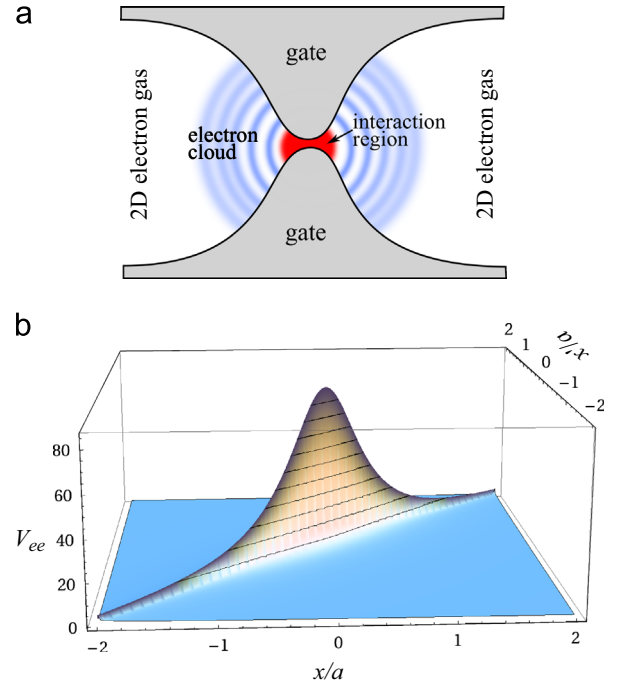 a
gate
2D electron gas
electron
cloud
interaction
region
2D electron gas
gate
b
2
1
0
−1
−2
x'/a
80
60
40
20
0
Vee
−2
−1
0
1
2
x/a